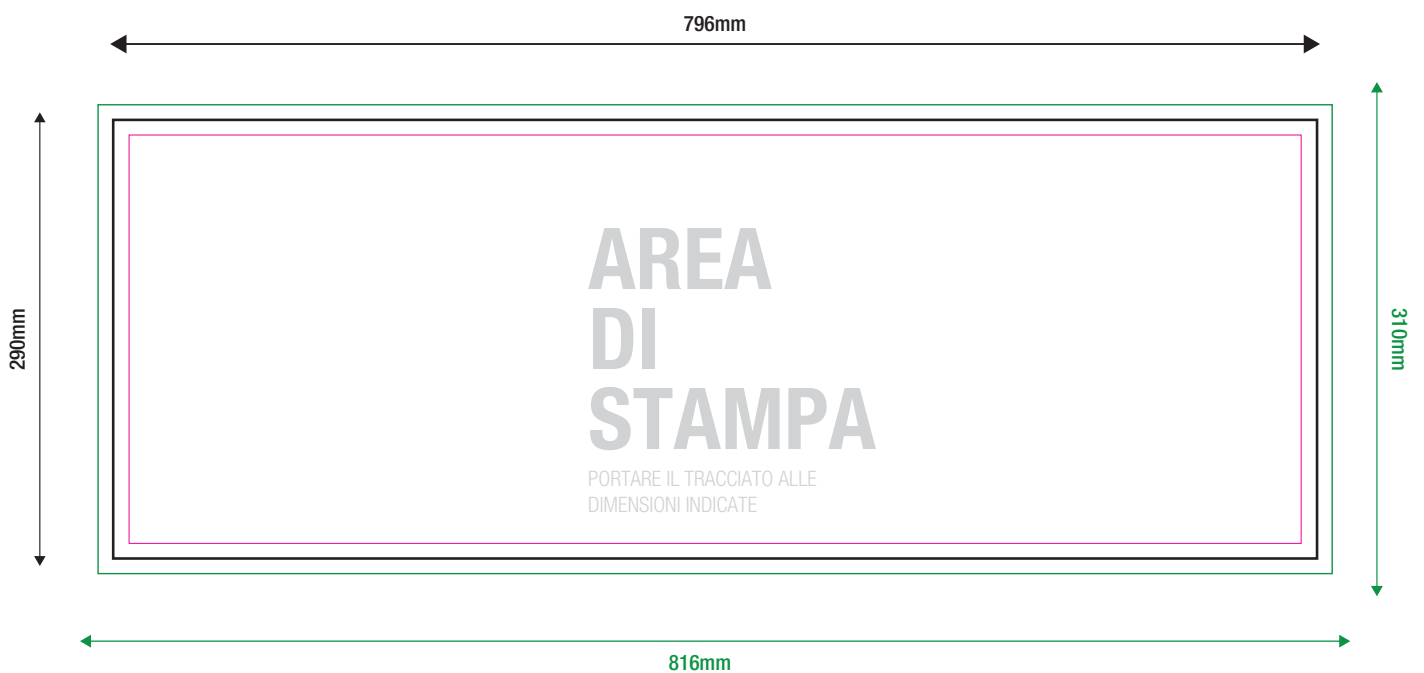 796mm
290mm
310mm
AREA
DI
STAMPA
PORTARE IL TRACCIATO ALLE
DIMENSIONI INDICATE
816mm